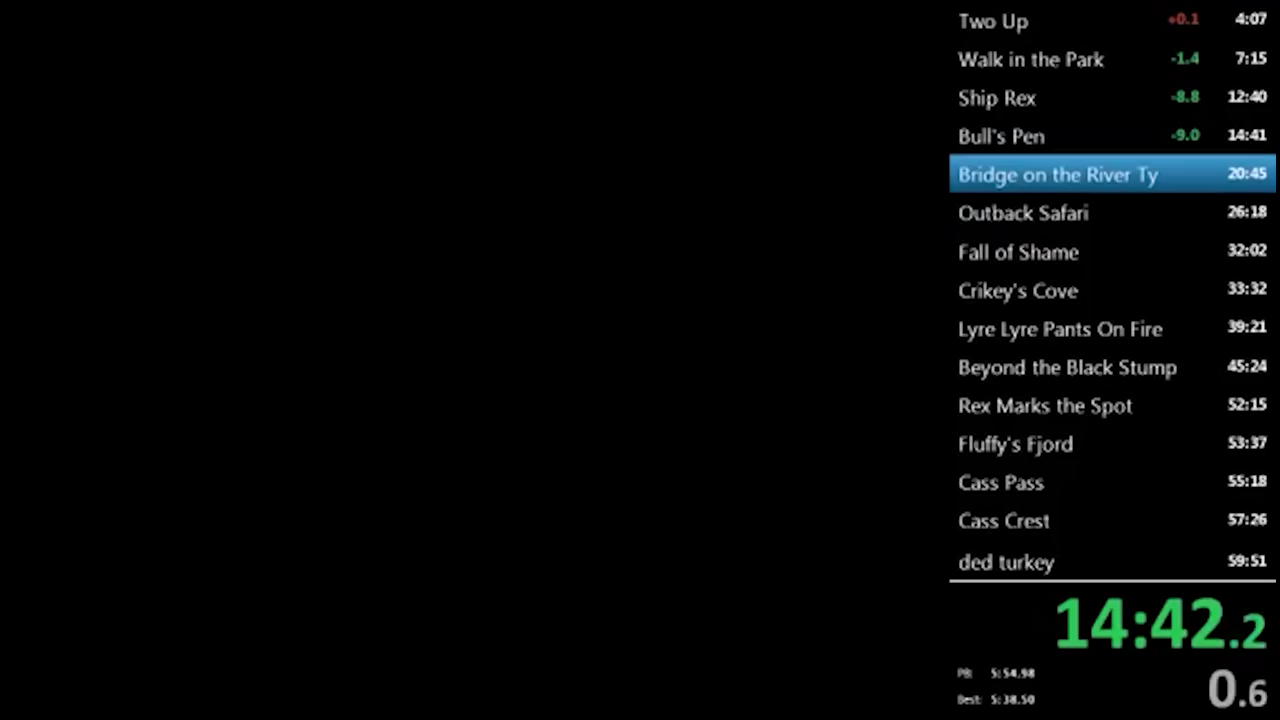 Two Up +0.1 4:07
Walk in the Park -1.4 7:15
Ship Rex -8.8 12:40
Bull's Pen -9.0 14:41
Bridge on the River Ty 20:45
Outback Safari 26:18
Fall of Shame 32:02
Crikey's Cove 33:32
Lyre Lyre Pants On Fire 39:21
Beyond the Black Stump 45:24
Rex Marks the Spot 52:15
Fluffy's Fjord 53:37
Cass Pass 55:18
Cass Crest 57:26
ded turkey 59:51
14:42.2
PB: 5:54.98
0.6
Best: 5:38.50